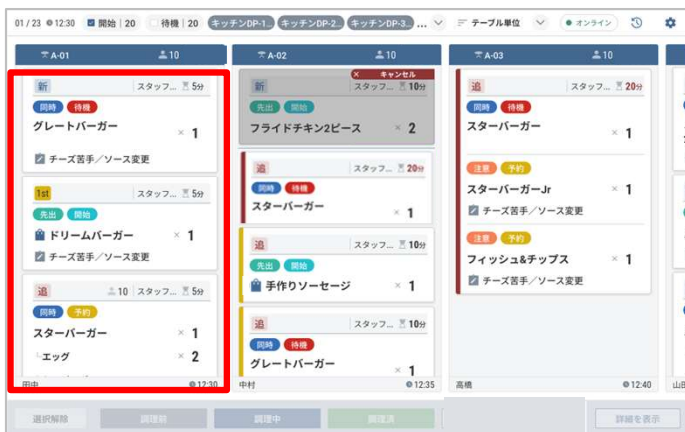 01 / 23 12:30 開始 | 20 待機 | 20 キッチンDP-1... キッチンDP-2... キッチンDP-3... ... テーブル単位 オンライン
A-01 10
新 スタッフ... 5分
同時 待機
グレートバーガー × 1
チーズ苦手／ソース変更
1st スタッフ... 5分
先出 開始
ドリームバーガー × 1
チーズ苦手／ソース変更
追 10 スタッフ... 5分
同時 予約
スターバーガー × 1
エッグ × 2
田中 12:30
A-02 10
× キャンセル
新 スタッフ... 10分
先出 開始
フライドチキン2ピース × 2
追 スタッフ... 20分
同時 待機
スターバーガー × 1
追 スタッフ... 10分
先出 開始
手作りソーセージ × 1
追 スタッフ... 10分
同時 待機
グレートバーガー × 1
中村 12:35
A-03 10
追 スタッフ... 20分
同時 待機
スターバーガー × 1
注意 予約
スターバーガーJr × 1
チーズ苦手／ソース変更
注意 予約
フィッシュ&チップス × 1
チーズ苦手／ソース変更
高橋 12:40
選択解除 調理前 調理中 調理済 詳細を表示